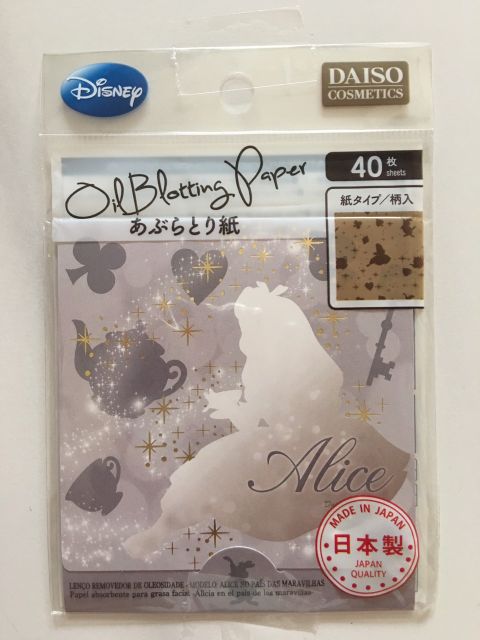 Disney
DAISO
COSMETICS
Oil Blotting Paper
あぶらとり紙
40枚
sheets
紙タイプ/柄入
Alice
MADE IN JAPAN
日本製
JAPAN
QUALITY
LENÇO REMOVEDOR DE OLEOSIDADE - MODELO: ALICE NO PAÍS DAS MARAVILHAS
Papel absorbente para grasa facial -Alicia en el país de las maravillas-